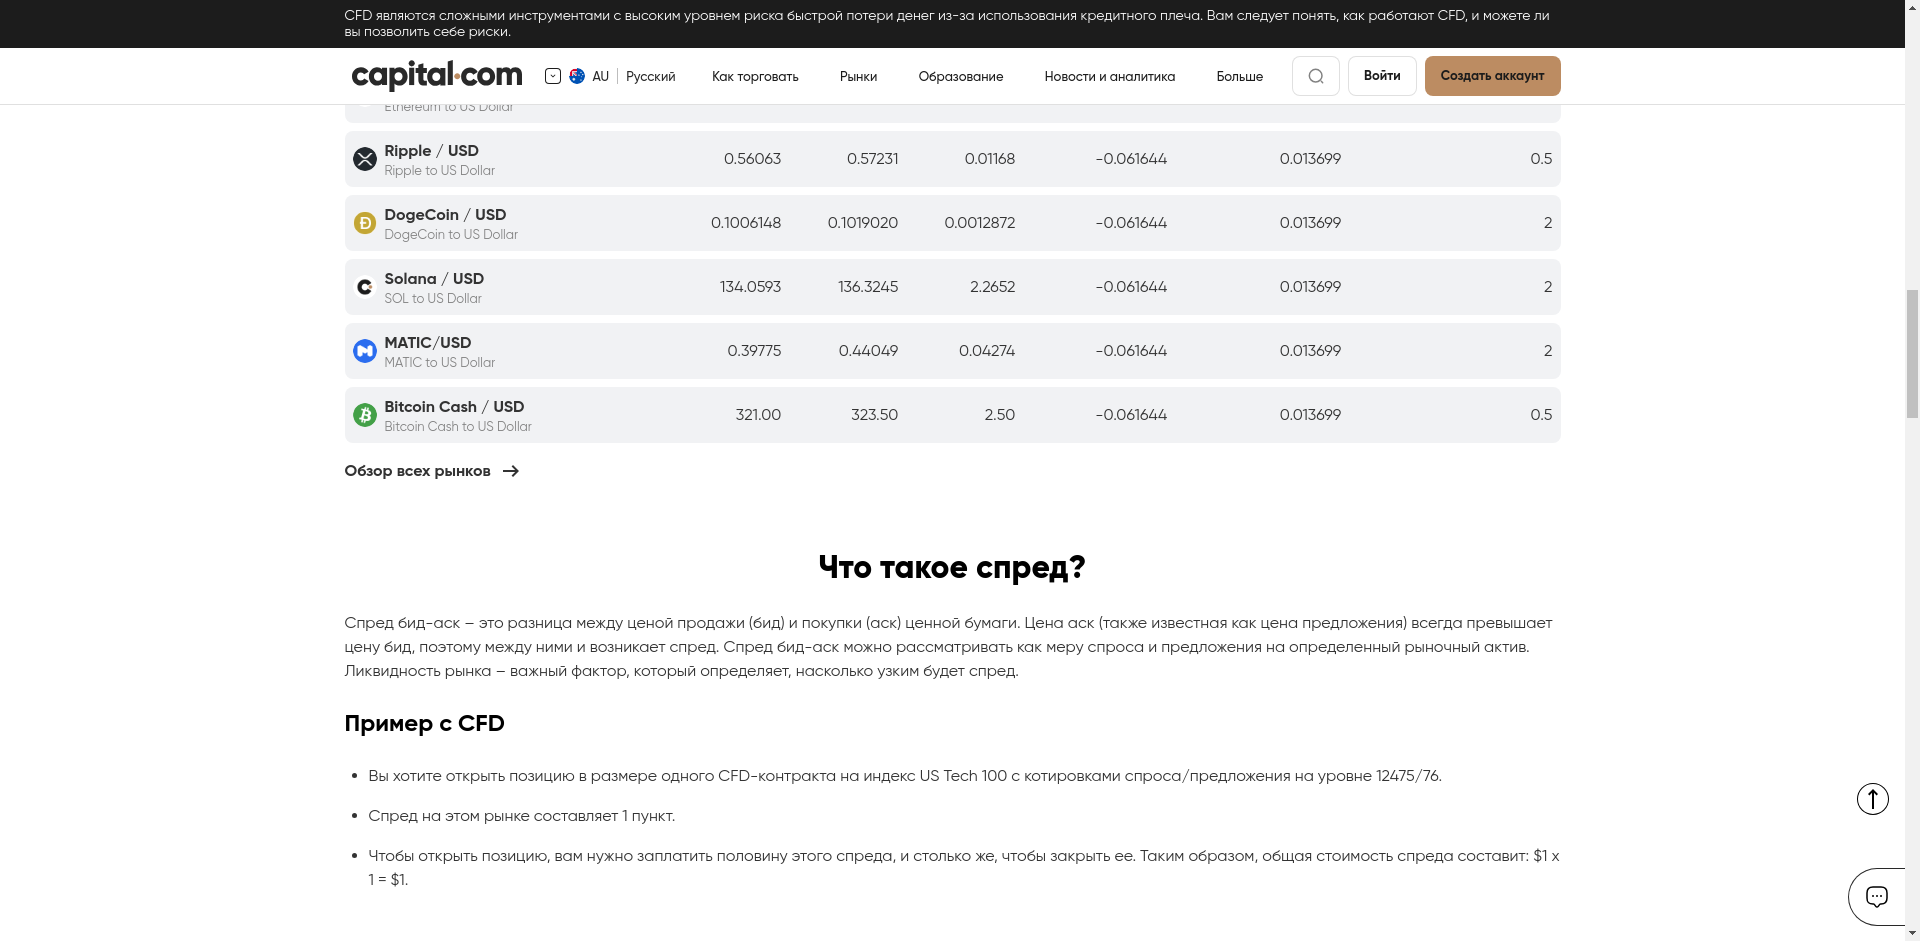 CFD являются сложными инструментами с высоким уровнем риска быстрой потери денег из-за использования кредитного плеча. Вам следует понять, как работают CFD, и можете ли
вы позволить себе риски.
capital.com AU Русский Как торговать Рынки Образование Новости и аналитика Больше Войти Создать аккаунт
Ethereum to US Dollar
Ripple / USD
Ripple to US Dollar
0.56063 0.57231 0.01168 -0.061644 0.013699 0.5
DogeCoin / USD
DogeCoin to US Dollar
0.1006148 0.1019020 0.0012872 -0.061644 0.013699 2
Solana / USD
SOL to US Dollar
134.0593 136.3245 2.2652 -0.061644 0.013699 2
MATIC/USD
MATIC to US Dollar
0.39775 0.44049 0.04274 -0.061644 0.013699 2
Bitcoin Cash / USD
Bitcoin Cash to US Dollar
321.00 323.50 2.50 -0.061644 0.013699 0.5
Обзор всех рынков
Что такое спред?
Спред бид-аск – это разница между ценой продажи (бид) и покупки (аск) ценной бумаги. Цена аск (также известная как цена предложения) всегда превышает
цену бид, поэтому между ними и возникает спред. Спред бид-аск можно рассматривать как меру спроса и предложения на определенный рыночный актив.
Ликвидность рынка – важный фактор, который определяет, насколько узким будет спред.
Пример с CFD
• Вы хотите открыть позицию в размере одного CFD-контракта на индекс US Tech 100 с котировками спроса/предложения на уровне 12475/76.
• Спред на этом рынке составляет 1 пункт.
• Чтобы открыть позицию, вам нужно заплатить половину этого спреда, и столько же, чтобы закрыть ее. Таким образом, общая стоимость спреда составит: $1 x
1 = $1.